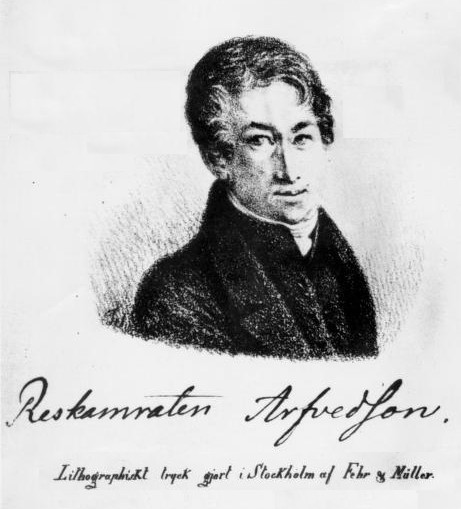 Reskamraten Arfvedson.
Lithographiskt tryck gjort i Stockholm af Fehr & Müller.